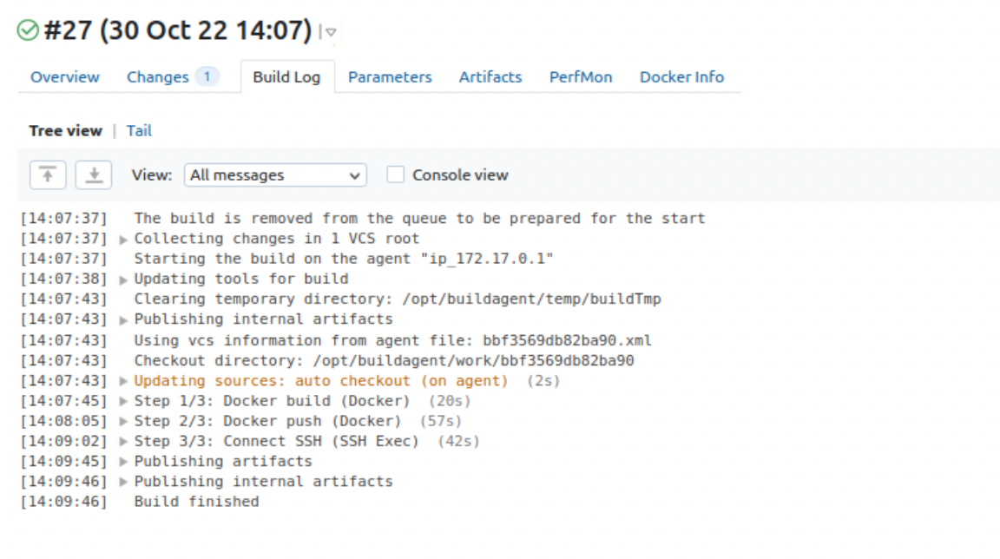 #27 (30 Oct 22 14:07)
Overview Changes 1 Build Log Parameters Artifacts PerfMon Docker Info
Tree view | Tail
View: All messages Console view
[14:07:37] The build is removed from the queue to be prepared for the start
[14:07:37] Collecting changes in 1 VCS root
[14:07:37] Starting the build on the agent "ip_172.17.0.1"
[14:07:38] Updating tools for build
[14:07:43] Clearing temporary directory: /opt/buildagent/temp/buildTmp
[14:07:43] Publishing internal artifacts
[14:07:43] Using vcs information from agent file: bbf3569db82ba90.xml
[14:07:43] Checkout directory: /opt/buildagent/work/bbf3569db82ba90
[14:07:43] Updating sources: auto checkout (on agent) (2s)
[14:07:45] Step 1/3: Docker build (Docker) (20s)
[14:08:05] Step 2/3: Docker push (Docker) (57s)
[14:09:02] Step 3/3: Connect SSH (SSH Exec) (42s)
[14:09:45] Publishing artifacts
[14:09:46] Publishing internal artifacts
[14:09:46] Build finished